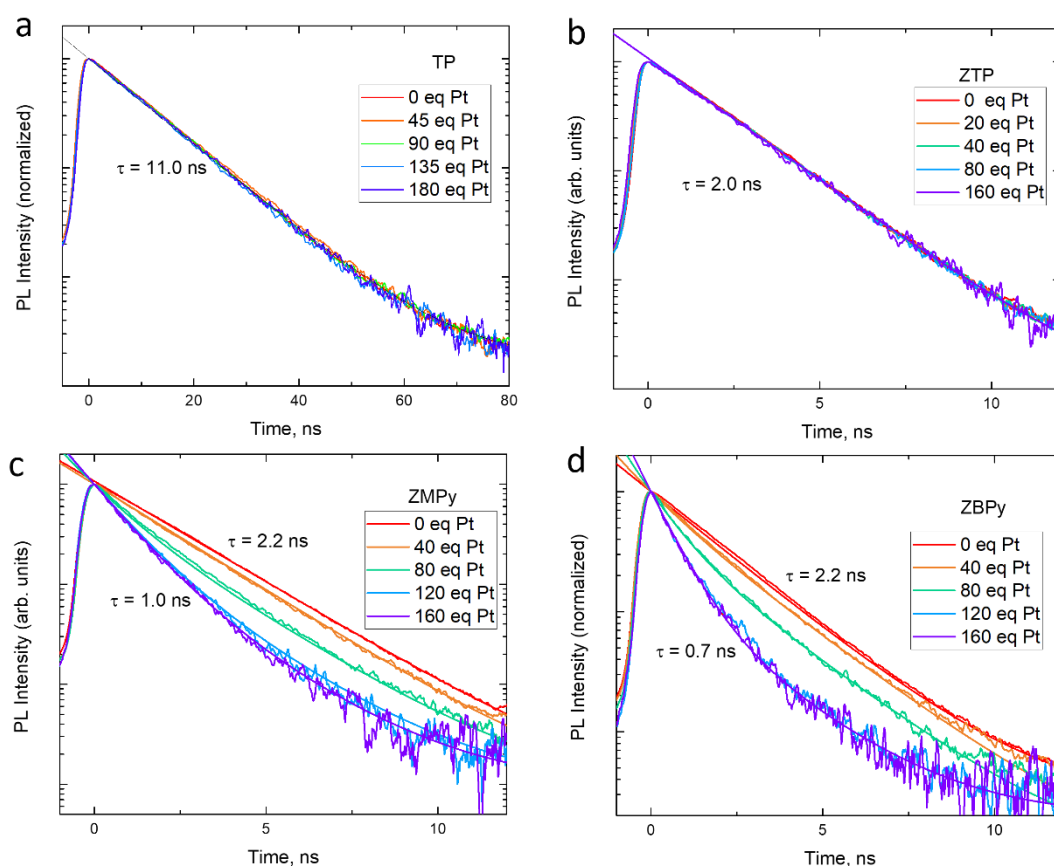 a
TP
0 eq Pt
45 eq Pt
90 eq Pt
135 eq Pt
180 eq Pt
τ = 11.0 ns
PL Intensity (normalized)
0 20 40 60 80
Time, ns
b
ZTP
0 eq Pt
20 eq Pt
40 eq Pt
80 eq Pt
160 eq Pt
τ = 2.0 ns
PL Intensity (arb. units)
0 5 10
Time, ns
c
ZMPy
0 eq Pt
40 eq Pt
80 eq Pt
120 eq Pt
160 eq Pt
τ = 2.2 ns
τ = 1.0 ns
PL Intensity (arb. units)
0 5 10
Time, ns
d
ZBPy
0 eq Pt
40 eq Pt
80 eq Pt
120 eq Pt
160 eq Pt
τ = 2.2 ns
τ = 0.7 ns
PL Intensity (normalized)
0 5 10
Time, ns